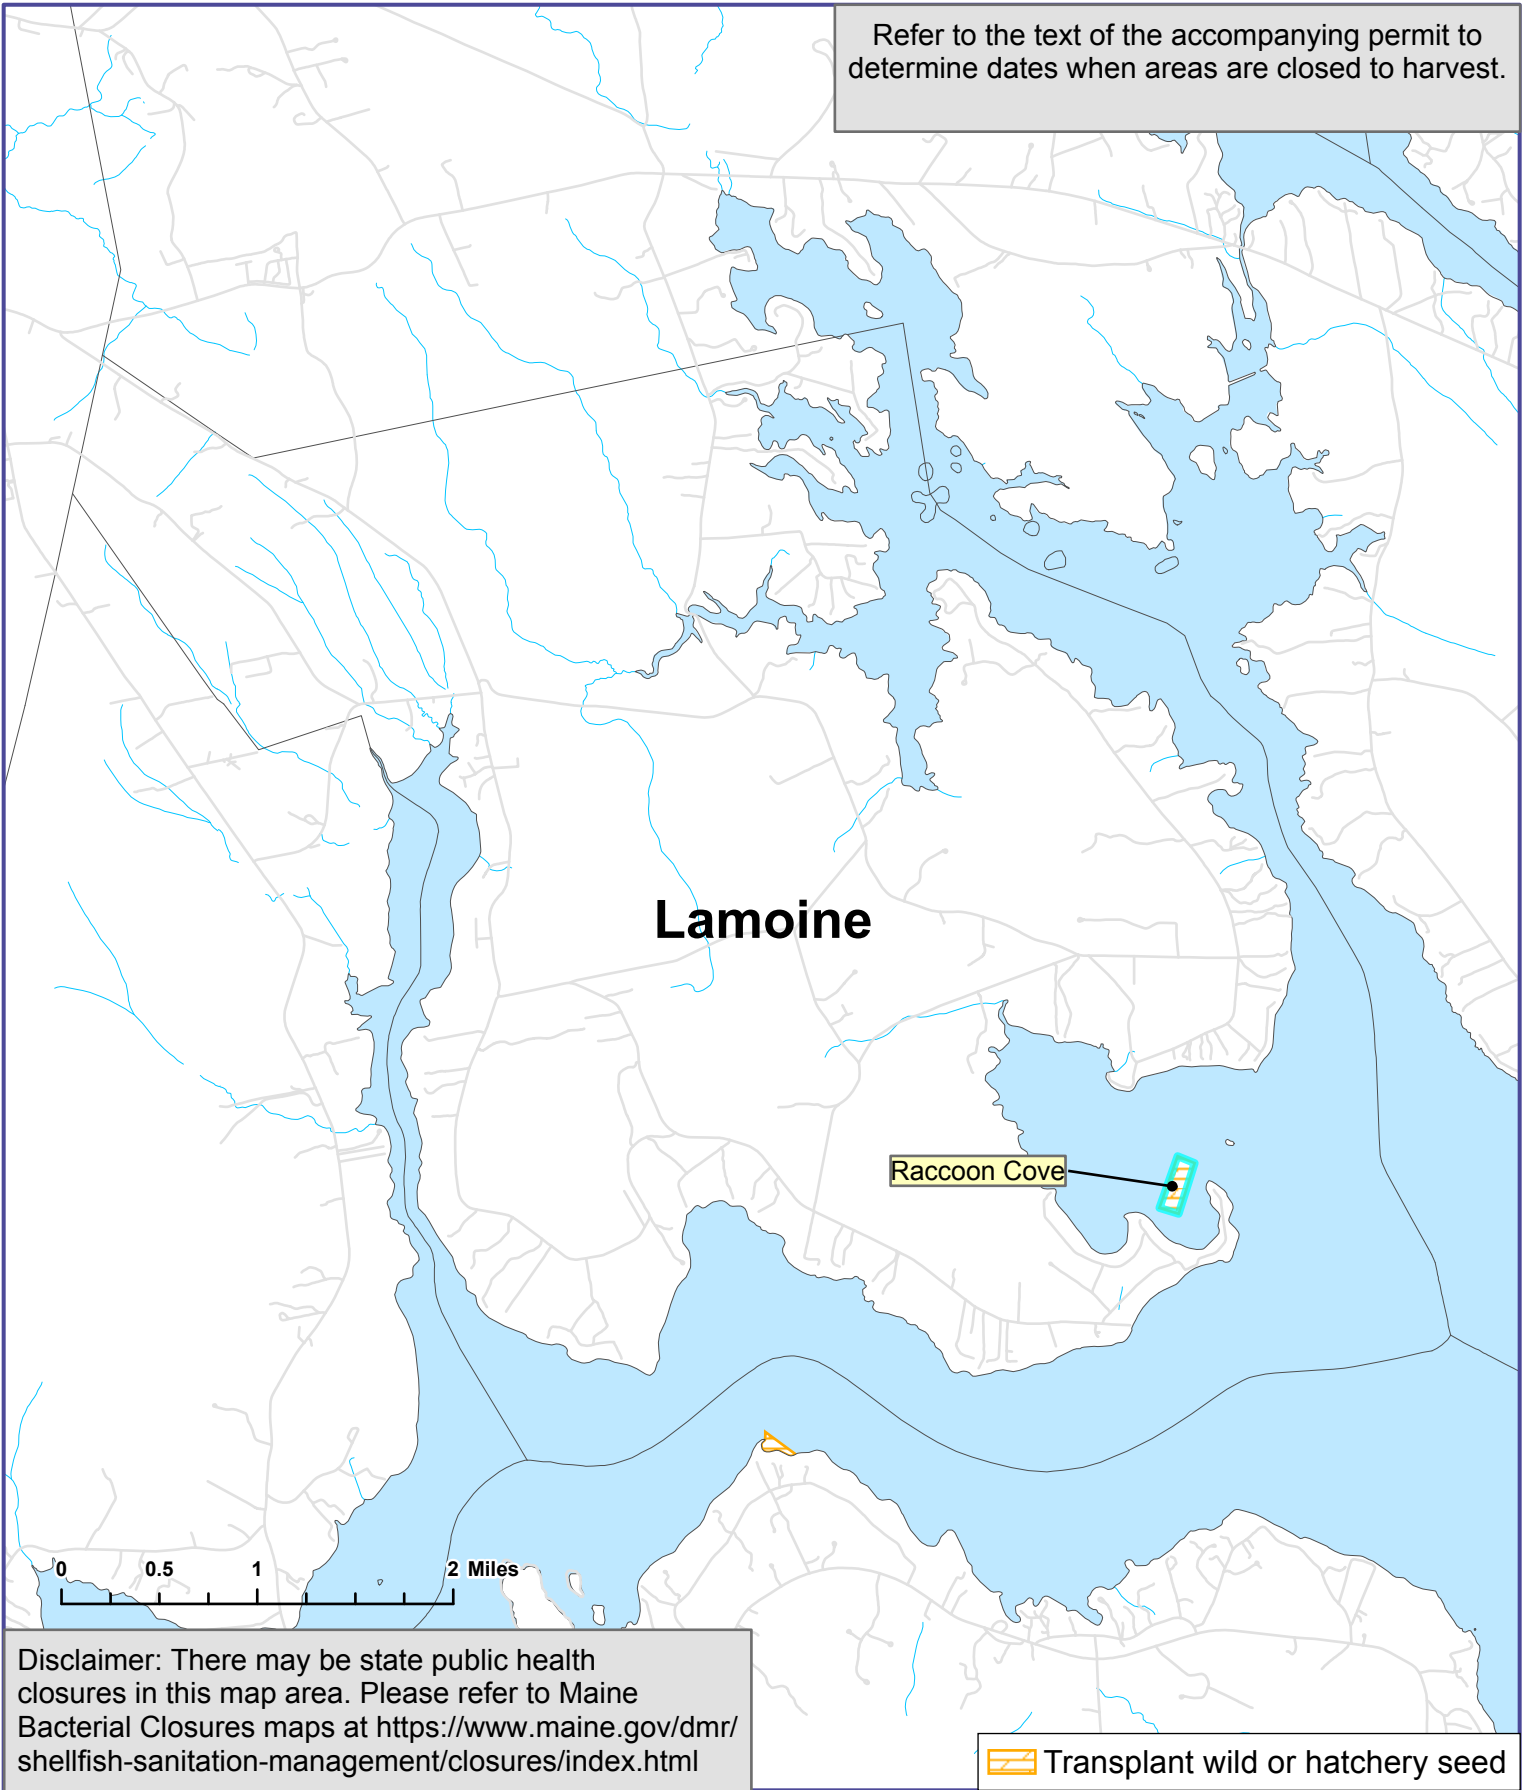 Refer to the text of the accompanying permit to
determine dates when areas are closed to harvest.
Lamoine
Raccoon Cove
0 0.5 1 2 Miles
Disclaimer: There may be state public health
closures in this map area. Please refer to Maine
Bacterial Closures maps at https://www.maine.gov/dmr/
shellfish-sanitation-management/closures/index.html
Transplant wild or hatchery seed